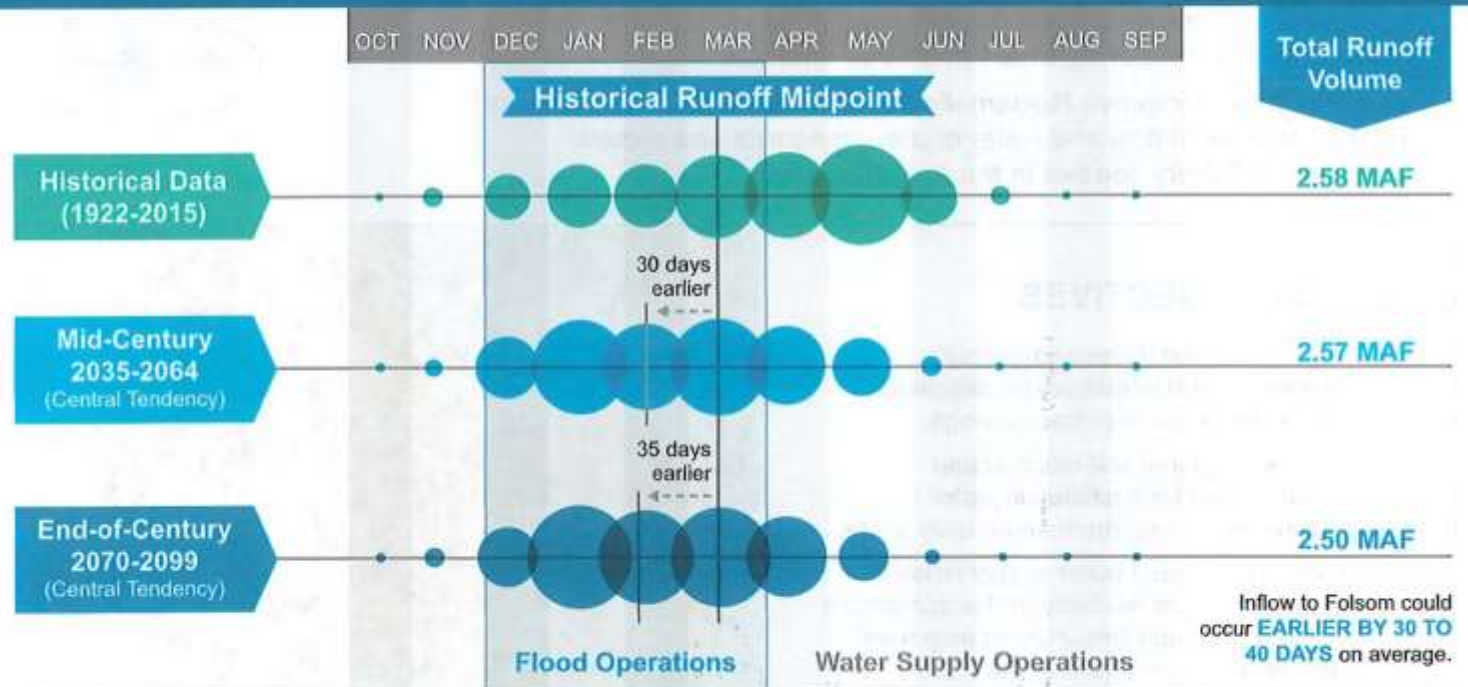 OCT NOV DEC JAN FEB MAR APR MAY JUN JUL AUG SEP
Total Runoff
Volume
Historical Runoff Midpoint
Historical Data
(1922-2015)
2.58 MAF
30 days
earlier
Mid-Century
2035-2064
(Central Tendency)
2.57 MAF
35 days
earlier
End-of-Century
2070-2099
(Central Tendency)
2.50 MAF
Flood Operations
Water Supply Operations
Inflow to Folsom could
occur EARLIER BY 30 TO
40 DAYS on average.